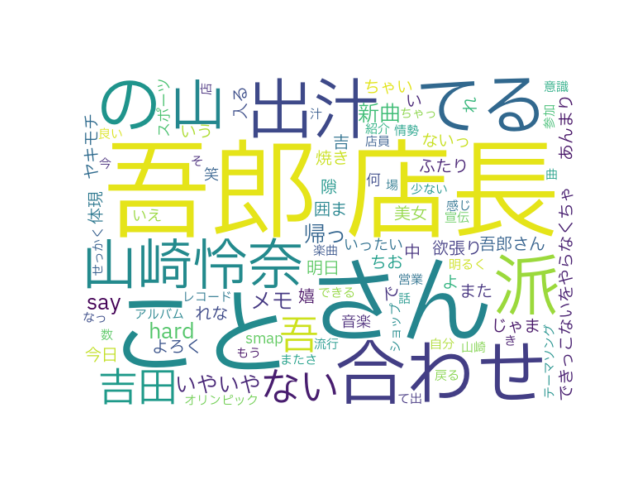 の山
出汁
てる
吾郎
店長
山崎怜奈
こと
さん
派
合わせ
吉田
いやいや
ない
吾
say
hard
メモ
嬉
れな
よろく
今日
アルバム
レコード
なっ
数
オリンピック
できる
smap
もう
流行
またさ
音楽
楽曲
明日
帰っ
いったい
ちお
中
で
営業
話
ショップ
て出
戻る
自分
山崎
明るく
また
よ
じゃま
き
欲張り
吾郎さん
感じ
宣伝
少ない
場
曲
何
美女
囲ま
隙
焼き
ふたり
吉
紹介
情勢
店員
ちゃっ
ないっ
新曲
ちゃい
い
れ
参加
意識
あんまり
できっこないをやらなくちゃ
テーマソング
ヤキモチ
体現
せっかく
今
良い
いえ
そ
笑
いう
スポーツ
入る
店
汁